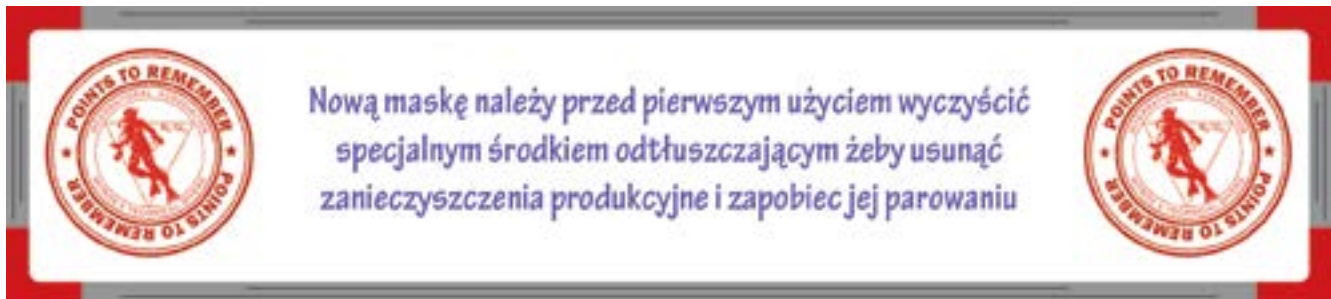 POINTS TO REMEMBER
POINTS TO REMEMBER
Nową maskę należy przed pierwszym użyciem wyczyścić
specjalnym środkiem odtłuszczającym żeby usunąć
zanieczyszczenia produkcyjne i zapobiec jej parowaniu
POINTS TO REMEMBER
POINTS TO REMEMBER